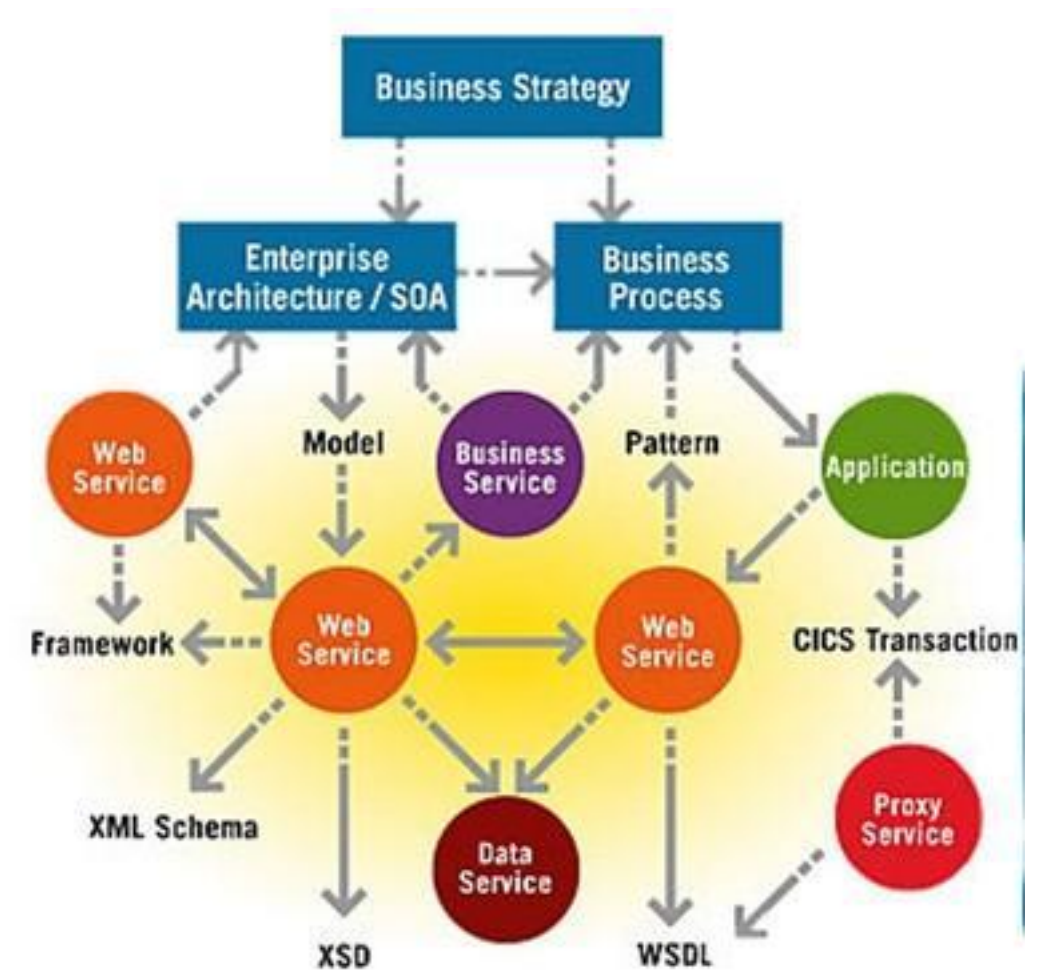 Business Strategy
Enterprise
Architecture / SOA
Business
Process
Web
Service
Model
Business
Service
Pattern
Application
Framework
Web
Service
Web
Service
CICS Transaction
XML Schema
Data
Service
Proxy
Service
XSD
WSDL